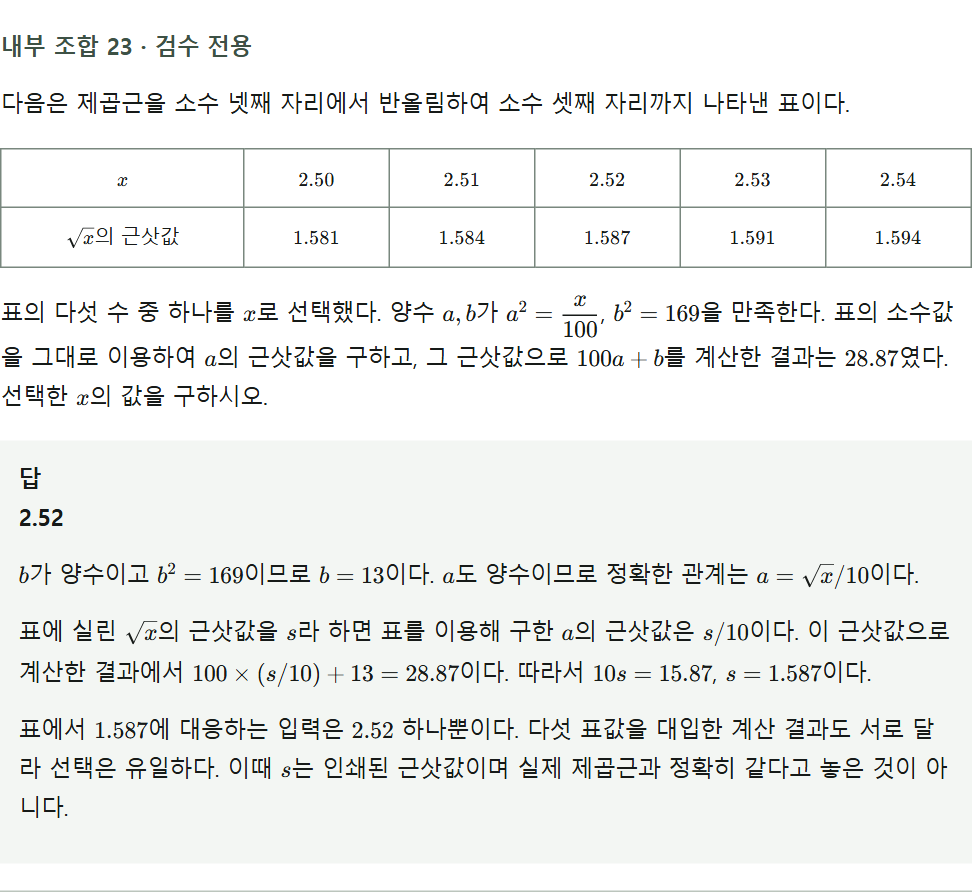 내부 조합 23 · 검수 전용
다음은 제곱근을 소수 넷째 자리에서 반올림하여 소수 셋째 자리까지 나타낸 표이다.
x 2.50 2.51 2.52 2.53 2.54
√x의 근삿값 1.581 1.584 1.587 1.591 1.594
표의 다섯 수 중 하나를 x로 선택했다. 양수 a, b가 a² = x/100, b² = 169을 만족한다. 표의 소수값
을 그대로 이용하여 a의 근삿값을 구하고, 그 근삿값으로 100a + b를 계산한 결과는 28.87였다.
선택한 x의 값을 구하시오.
답
2.52
b가 양수이고 b² = 169이므로 b = 13이다. a도 양수이므로 정확한 관계는 a = √x/10이다.
표에 실린 √x의 근삿값을 s라 하면 표를 이용해 구한 a의 근삿값은 s/10이다. 이 근삿값으로
계산한 결과에서 100 × (s/10) + 13 = 28.87이다. 따라서 10s = 15.87, s = 1.587이다.
표에서 1.587에 대응하는 입력은 2.52 하나뿐이다. 다섯 표값을 대입한 계산 결과도 서로 달
라 선택은 유일하다. 이때 s는 인쇄된 근삿값이며 실제 제곱근과 정확히 같다고 놓은 것이 아
니다.